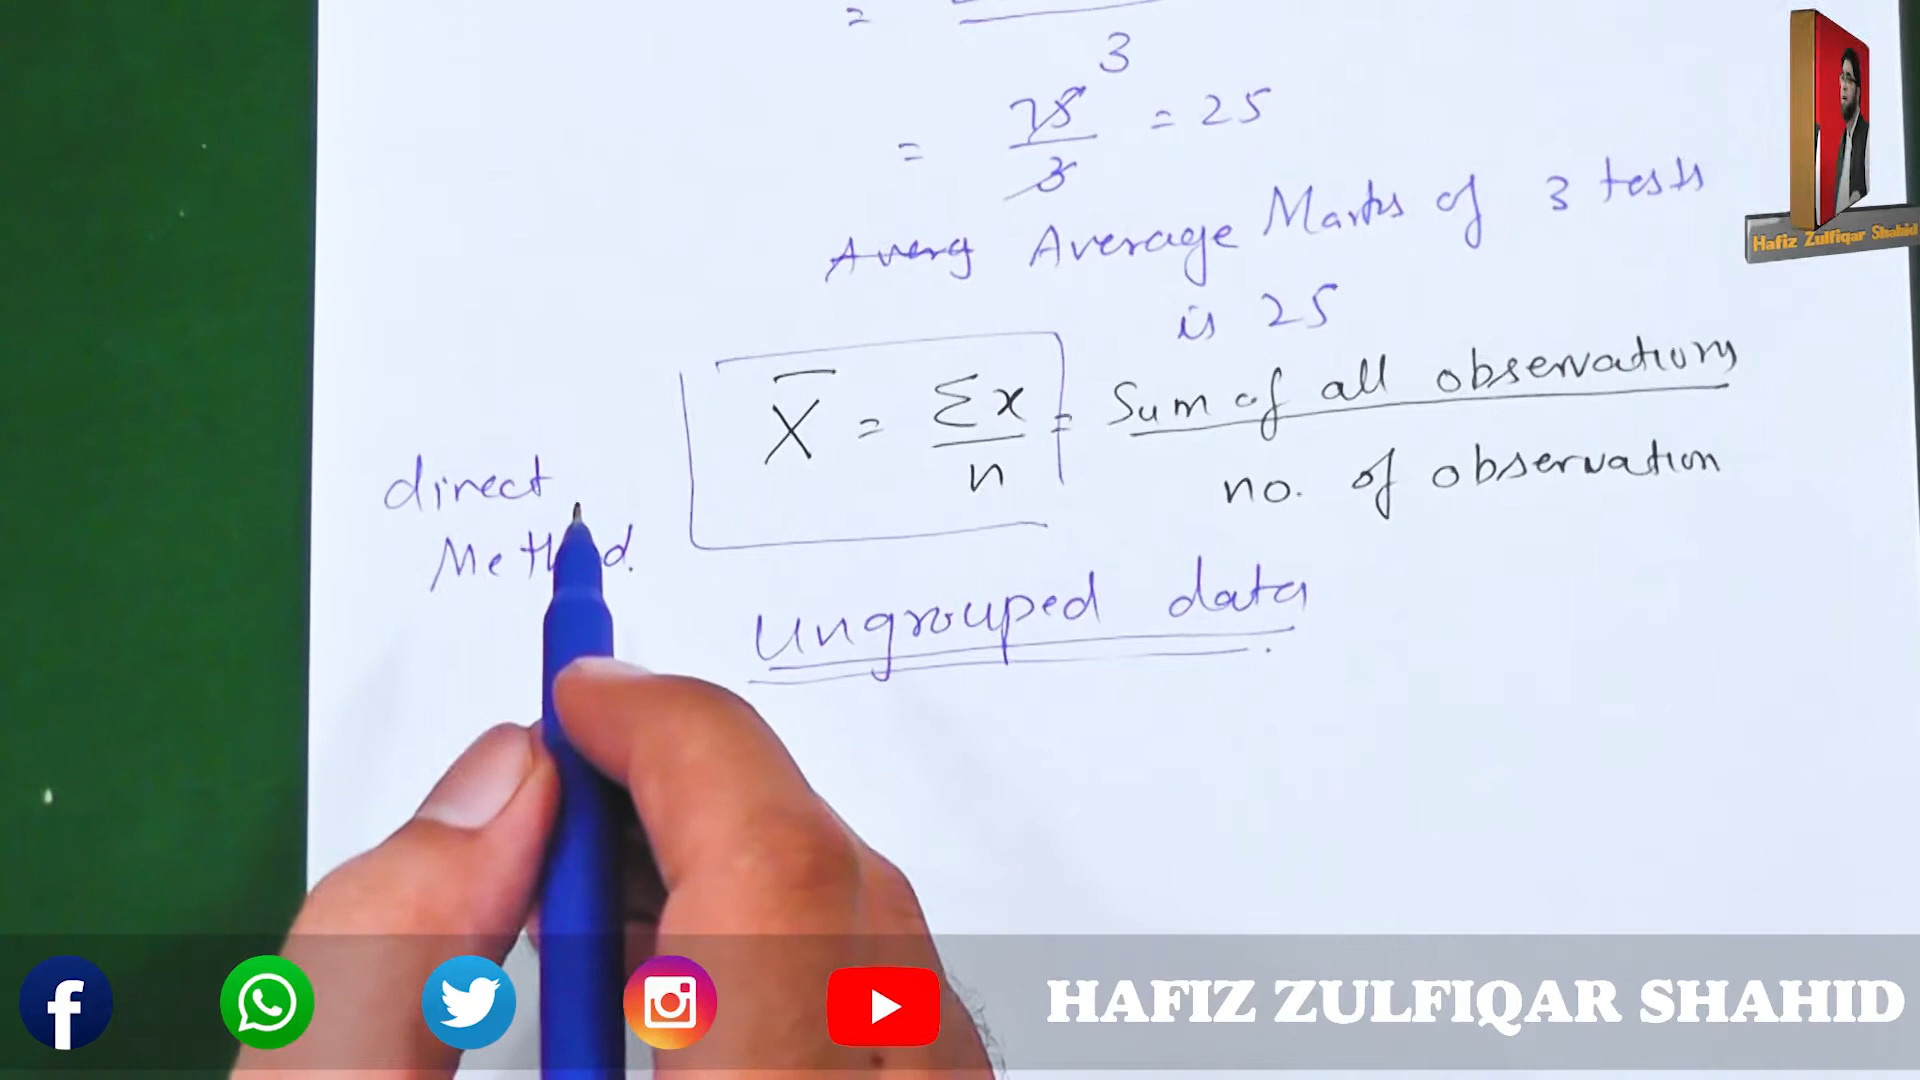 =
3
= 75/3 = 25
Averg Average Marks of 3 tests
is 25
X̄ = Σx/n = Sum of all observations
no. of observation
direct
Method.
Ungrouped data
Hafiz Zulfiqar Shahid
HAFIZ ZULFIQAR SHAHID